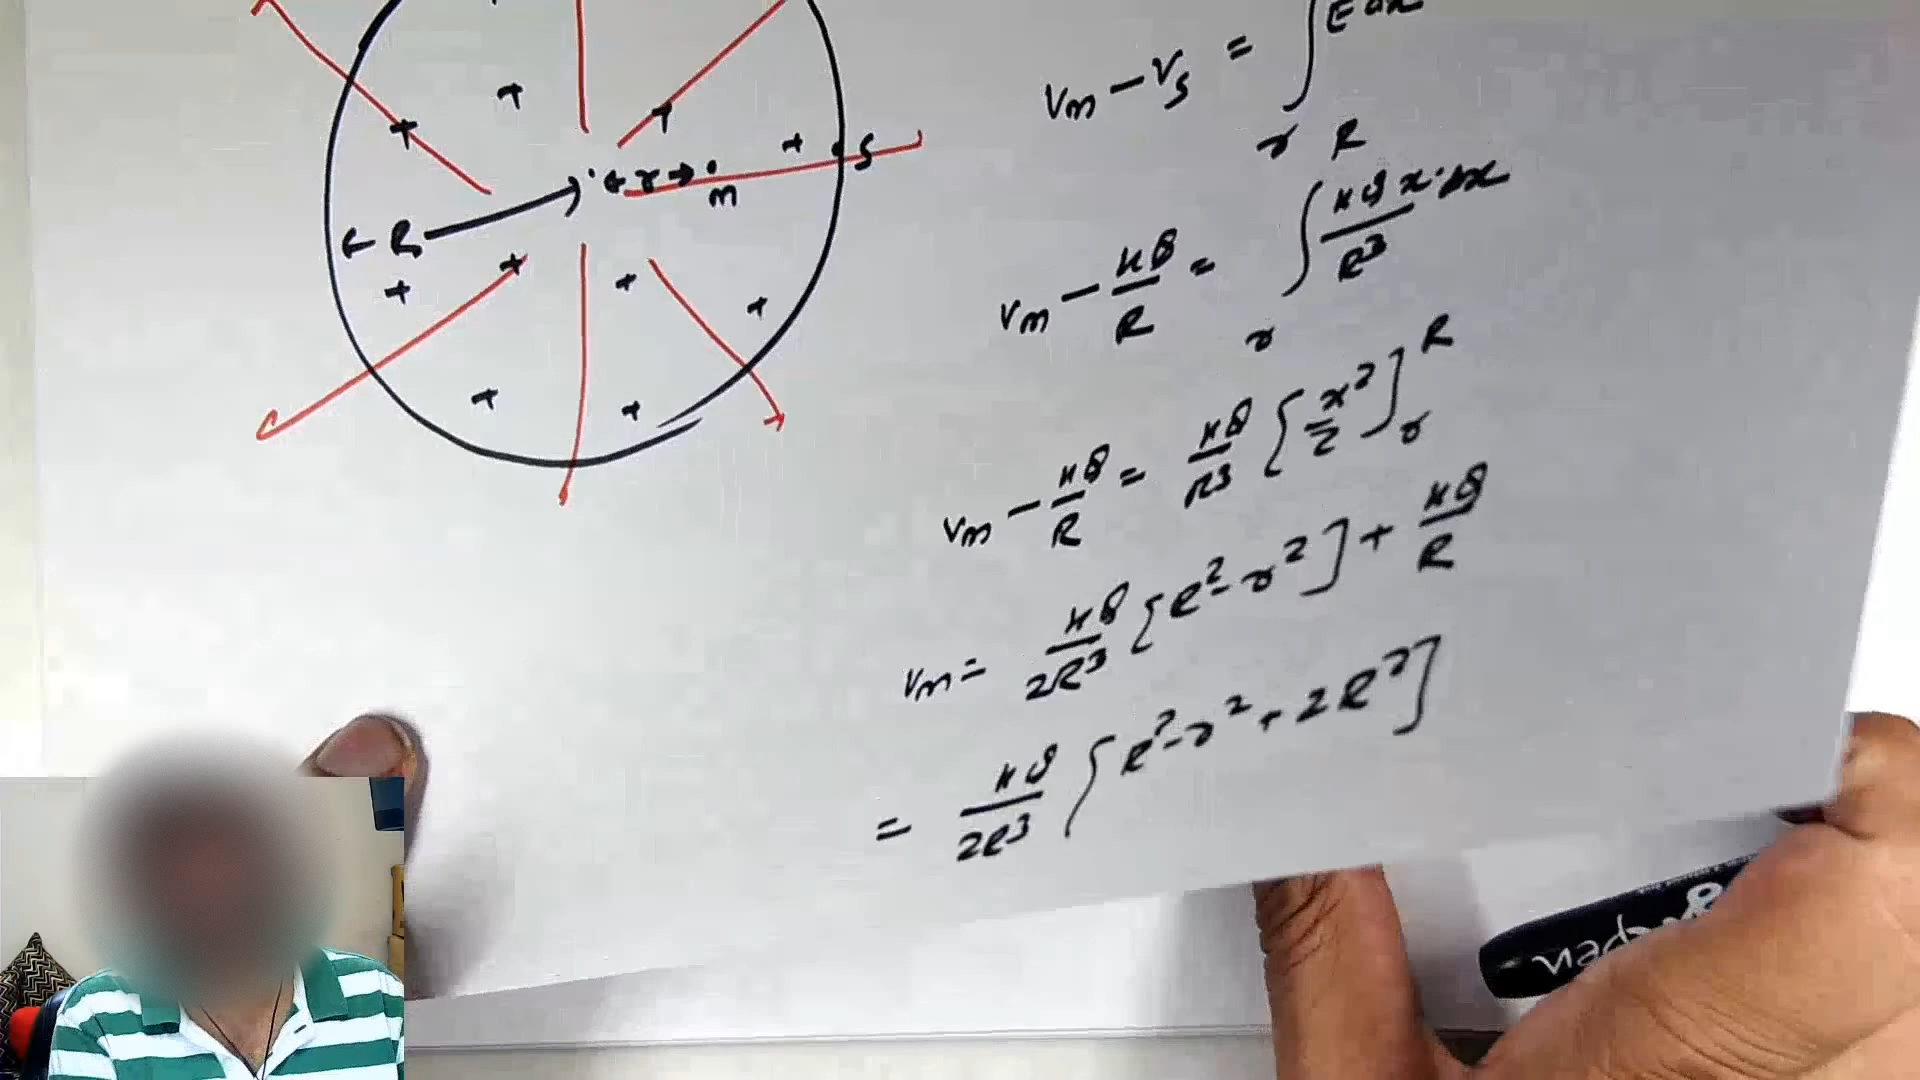 + + + + + + + + + +
← r → . m
. S
← R
Vm − Vs = ∫ E dx
r R
Vm − KQ/R = ∫ KQx·dx/R³
r
Vm − KQ/R = KQ/R³ [x²/2] R r
Vm = KQ/2R³ [R² − r²] + KQ/R
= KQ/2R³ [R² − r² + 2R²]